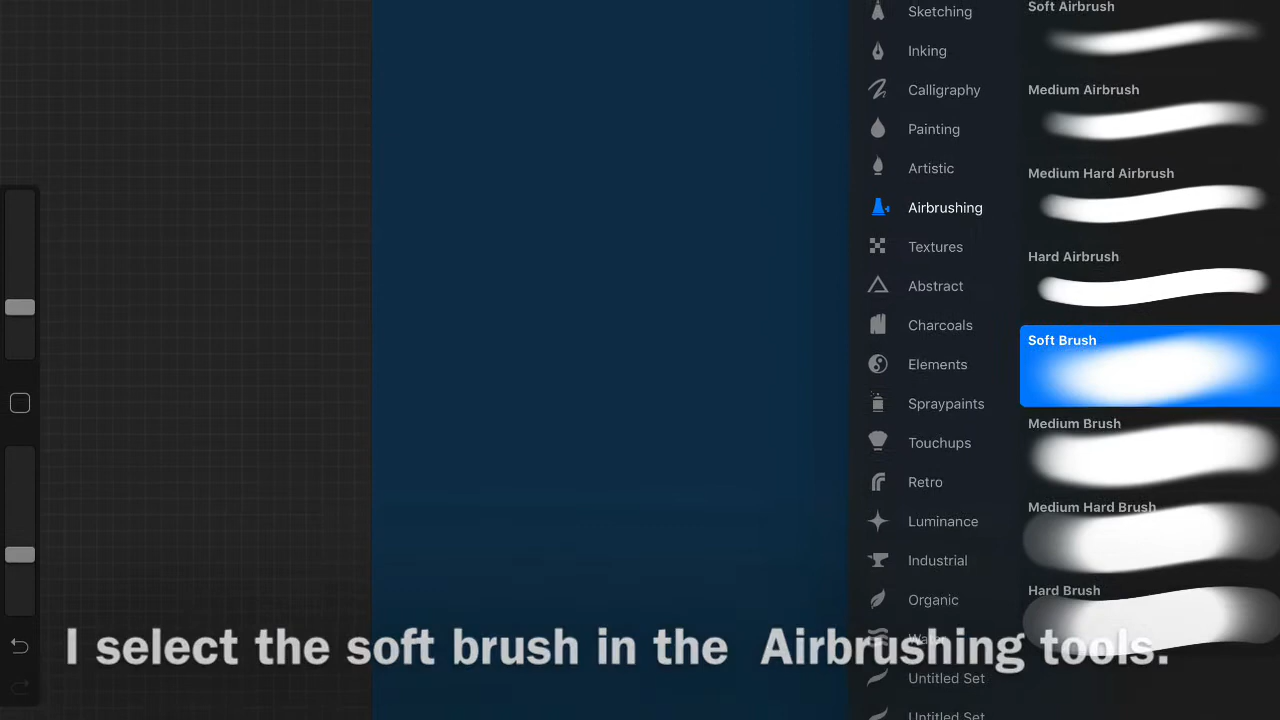 Sketching
Inking
Calligraphy
Painting
Artistic
Airbrushing
Textures
Abstract
Charcoals
Elements
Spraypaints
Touchups
Retro
Luminance
Industrial
Organic
Water
Untitled Set
Untitled Set
Soft Airbrush
Medium Airbrush
Medium Hard Airbrush
Hard Airbrush
Soft Brush
Medium Brush
Medium Hard Brush
Hard Brush
I select the soft brush in the Airbrushing tools.